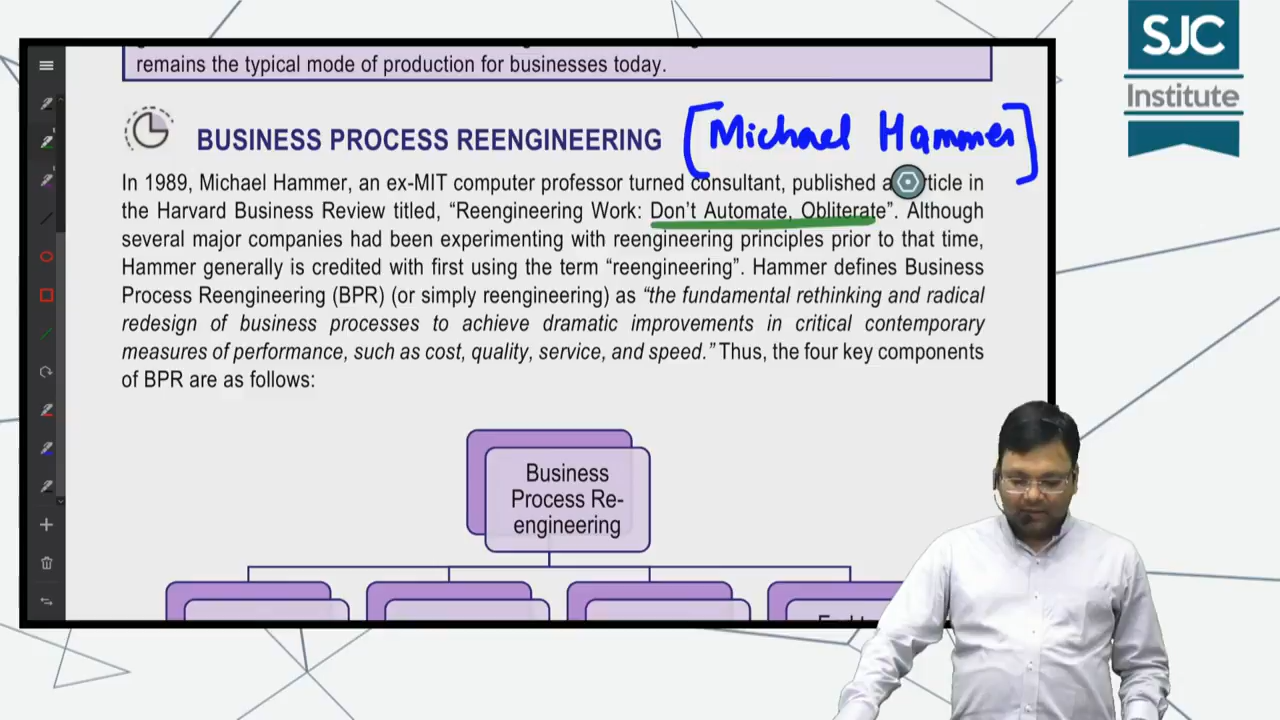 SJC
Institute
remains the typical mode of production for businesses today.
BUSINESS PROCESS REENGINEERING [Michael Hammer]
In 1989, Michael Hammer, an ex-MIT computer professor turned consultant, published article in
the Harvard Business Review titled, “Reengineering Work: Don’t Automate, Obliterate”. Although
several major companies had been experimenting with reengineering principles prior to that time,
Hammer generally is credited with first using the term “reengineering”. Hammer defines Business
Process Reengineering (BPR) (or simply reengineering) as “the fundamental rethinking and radical
redesign of business processes to achieve dramatic improvements in critical contemporary
measures of performance, such as cost, quality, service, and speed.” Thus, the four key components
of BPR are as follows:
Business
Process Re-
engineering